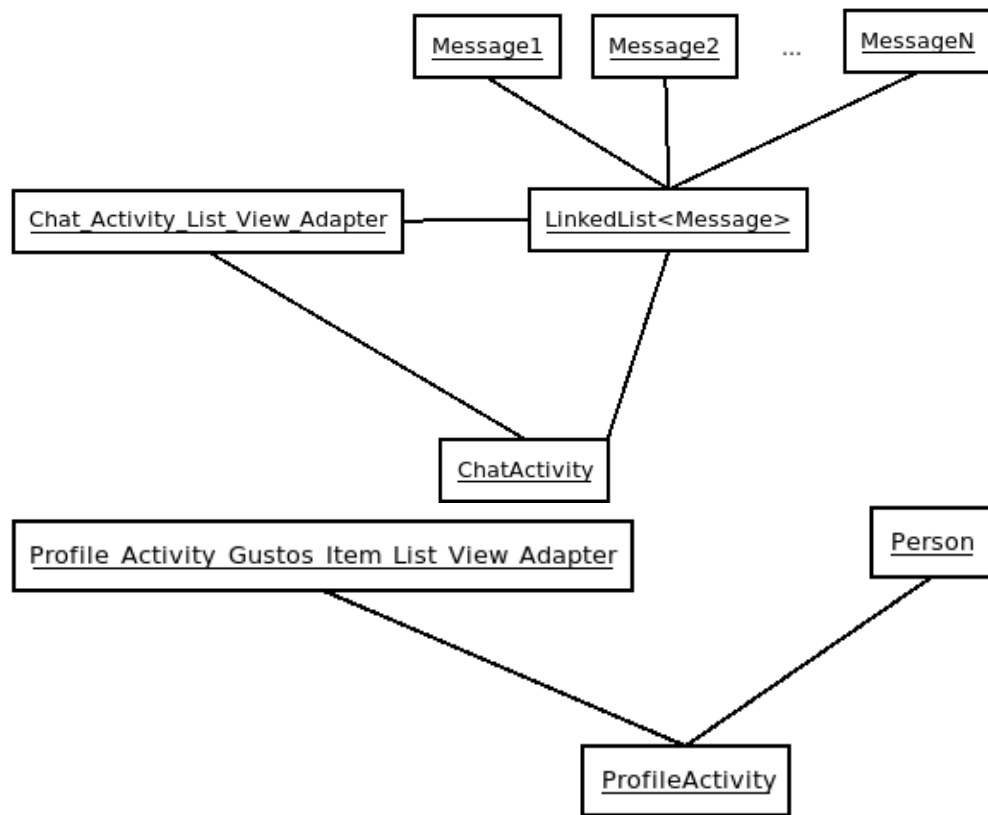 Message1
Message2
...
MessageN
Chat_Activity_List_View_Adapter
LinkedList<Message>
ChatActivity
Profile_Activity_Gustos_Item_List_View_Adapter
Person
ProfileActivity